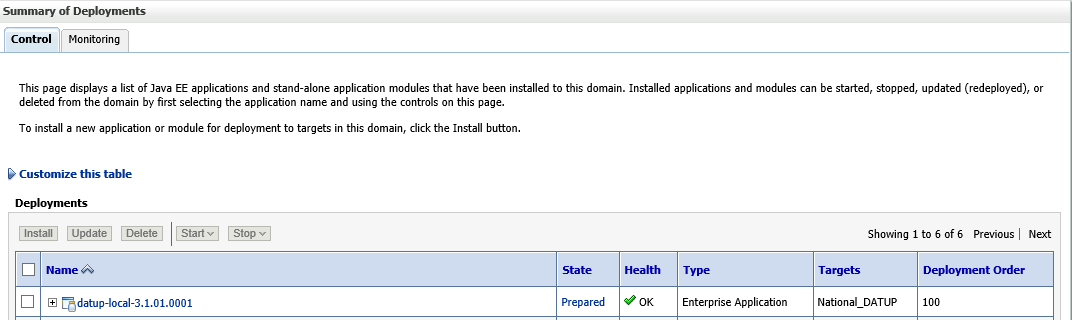 Summary of Deployments
Control Monitoring
This page displays a list of Java EE applications and stand-alone application modules that have been installed to this domain. Installed applications and modules can be started, stopped, updated (redeployed), or
deleted from the domain by first selecting the application name and using the controls on this page.
To install a new application or module for deployment to targets in this domain, click the Install button.
Customize this table
Deployments
Install Update Delete Start Stop Showing 1 to 6 of 6 Previous | Next
Name State Health Type Targets Deployment Order
datup-local-3.1.01.0001 Prepared OK Enterprise Application National_DATUP 100